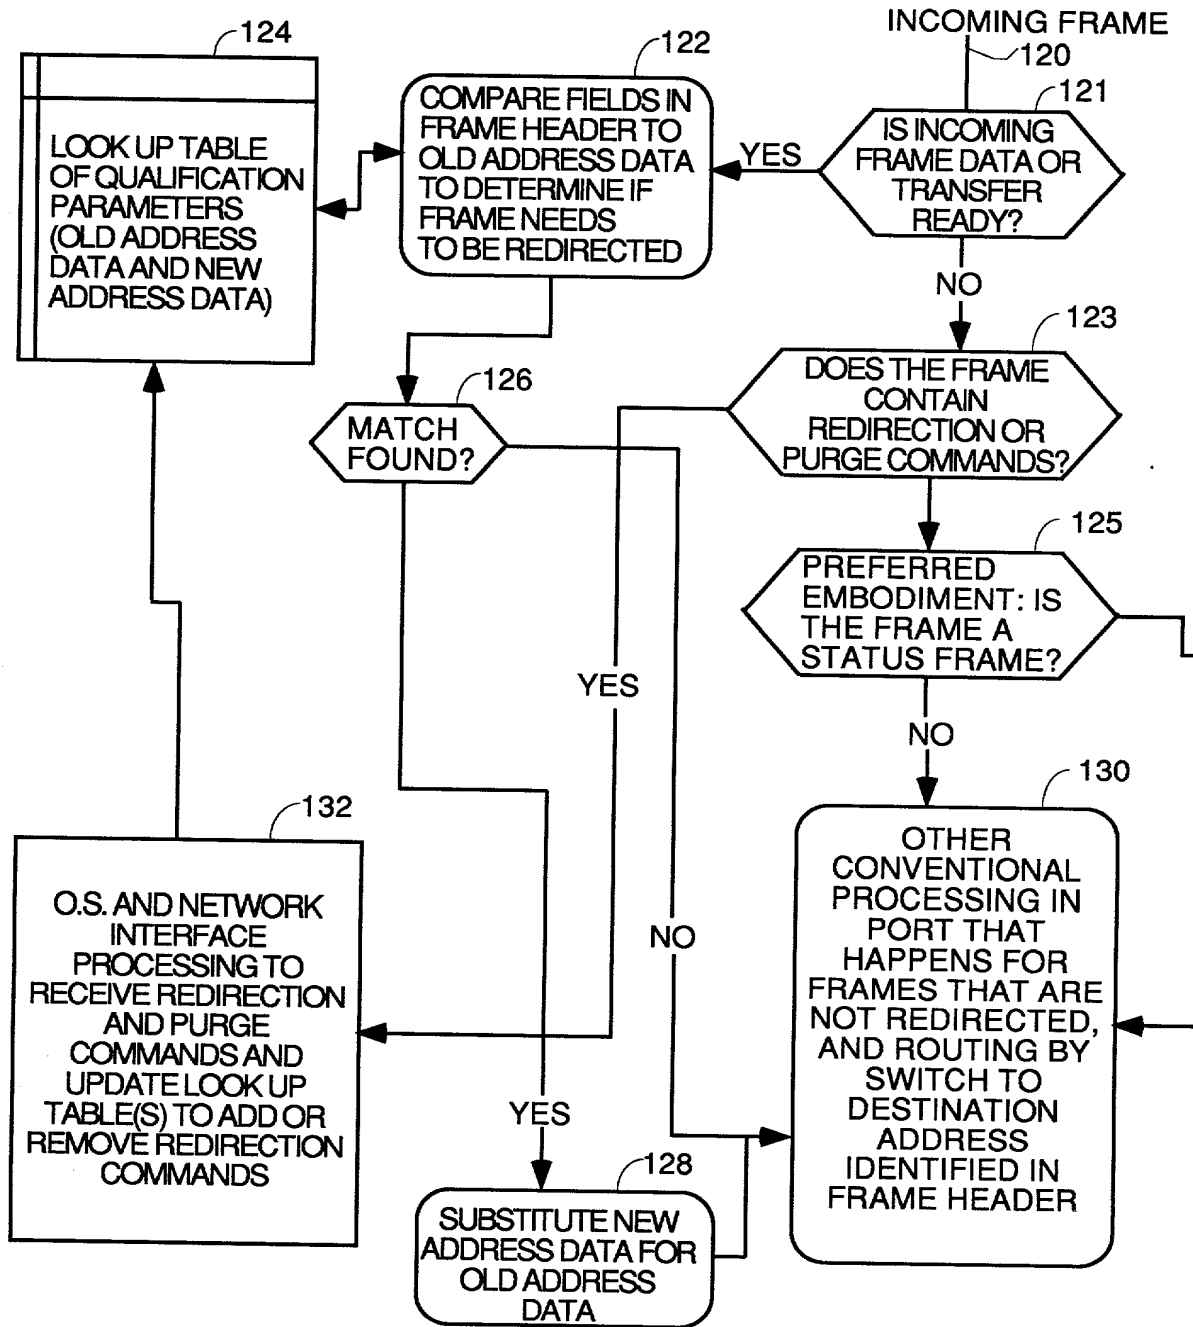 INCOMING FRAME
120
121
IS INCOMING
FRAME DATA OR
TRANSFER
READY?
YES
NO
122
COMPARE FIELDS IN
FRAME HEADER TO
OLD ADDRESS DATA
TO DETERMINE IF
FRAME NEEDS
TO BE REDIRECTED
124
LOOK UP TABLE
OF QUALIFICATION
PARAMETERS
(OLD ADDRESS
DATA AND NEW
ADDRESS DATA)
123
DOES THE FRAME
CONTAIN
REDIRECTION OR
PURGE COMMANDS?
126
MATCH
FOUND?
125
PREFERRED
EMBODIMENT: IS
THE FRAME A
STATUS FRAME?
YES
NO
130
OTHER
CONVENTIONAL
PROCESSING IN
PORT THAT
HAPPENS FOR
FRAMES THAT ARE
NOT REDIRECTED,
AND ROUTING BY
SWITCH TO
DESTINATION
ADDRESS
IDENTIFIED IN
FRAME HEADER
132
O.S. AND NETWORK
INTERFACE
PROCESSING TO
RECEIVE REDIRECTION
AND PURGE
COMMANDS AND
UPDATE LOOK UP
TABLE(S) TO ADD OR
REMOVE REDIRECTION
COMMANDS
NO
YES
128
SUBSTITUTE NEW
ADDRESS DATA FOR
OLD ADDRESS
DATA